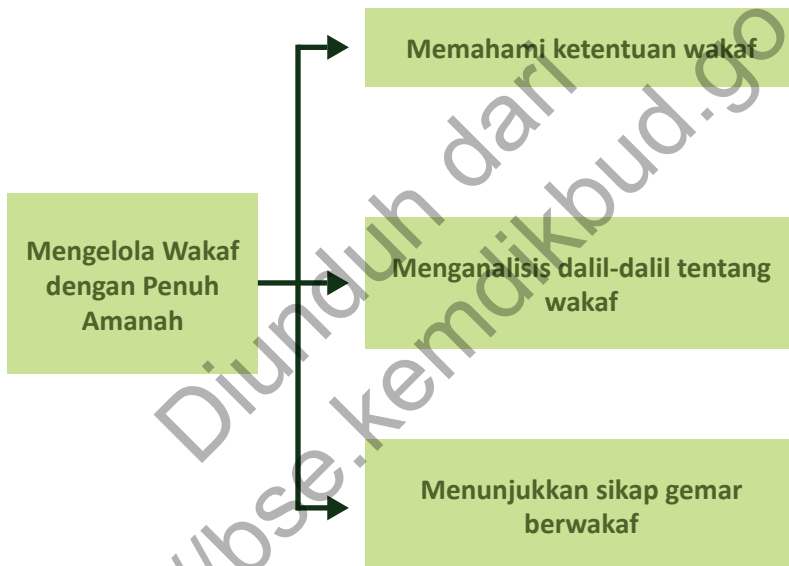 Memahami ketentuan wakaf
Mengelola Wakaf
dengan Penuh
Amanah
Menganalisis dalil-dalil tentang
wakaf
Menunjukkan sikap gemar
berwakaf
Diunduh dari
//bse.kemdikbud.go